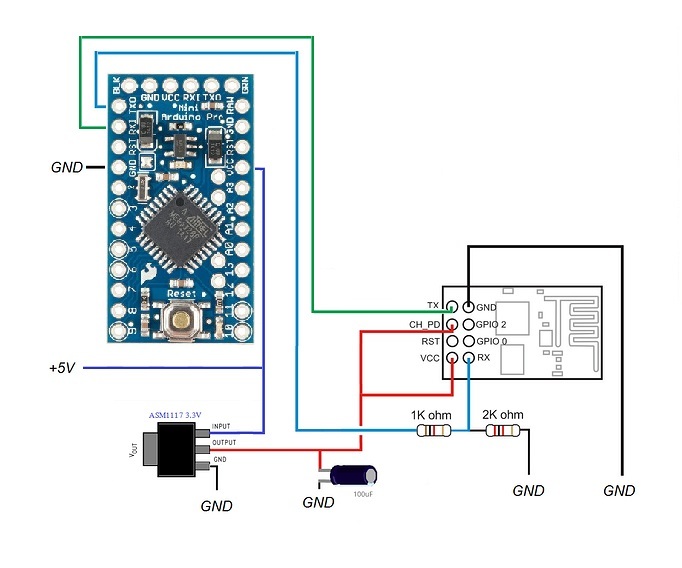 BLK
GRN
GND VCC RXI TXO
Mini
Arduino Pro
TXO
RXI
RST
GND
2
3
4
5
6
7
8
9
RAW
GND
RST
VCC
A3
A2
A1
A0
13
12
11
10
Reset
GND
+5V
TX
GND
CH_PD
GPIO 2
RST
GPIO 0
VCC
RX
1K ohm
2K ohm
ASM1117 3.3V
INPUT
OUTPUT
GND
VOUT
100uF
GND
GND
GND
GND